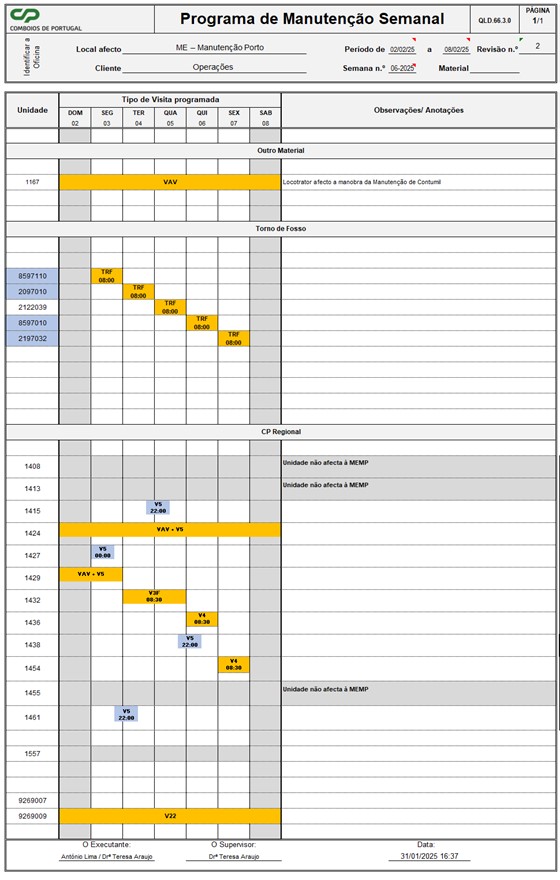 CP
COMBOIOS DE PORTUGAL
Programa de Manutenção Semanal
QLD.66.3.0
PÁGINA
1/1
Identificar a Oficina
Local afecto ME – Manutenção Porto Período de 02/02/25 a 08/02/25 Revisão n.º 2
Cliente Operações Semana n.º 06-2025 Material
Unidade Tipo de Visita programada Observações/ Anotações
DOM SEG TER QUA QUI SEX SAB
02 03 04 05 06 07 08
Outro Material
1167 VAV Locotrator afecto a manobra da Manutenção de Contumil
Torno de Fosso
8597110 TRF 08:00
2097010 TRF 08:00
2122039 TRF 08:00
8597010 TRF 08:00
2197032 TRF 08:00
CP Regional
1408 Unidade não afecta à MEMP
1413 Unidade não afecta à MEMP
1415 V5 22:00
1424 VAV + V5
1427 V5 00:00
1429 VAV + V5
1432 V3F 08:30
1436 V4 08:30
1438 V5 22:00
1454 V4 08:30
1455 Unidade não afecta à MEMP
1461 V5 22:00
1557
9269007
9269009 V22
O Executante: O Supervisor: Data:
António Lima / Drª Teresa Araujo Drª Teresa Araujo 31/01/2025 16:37